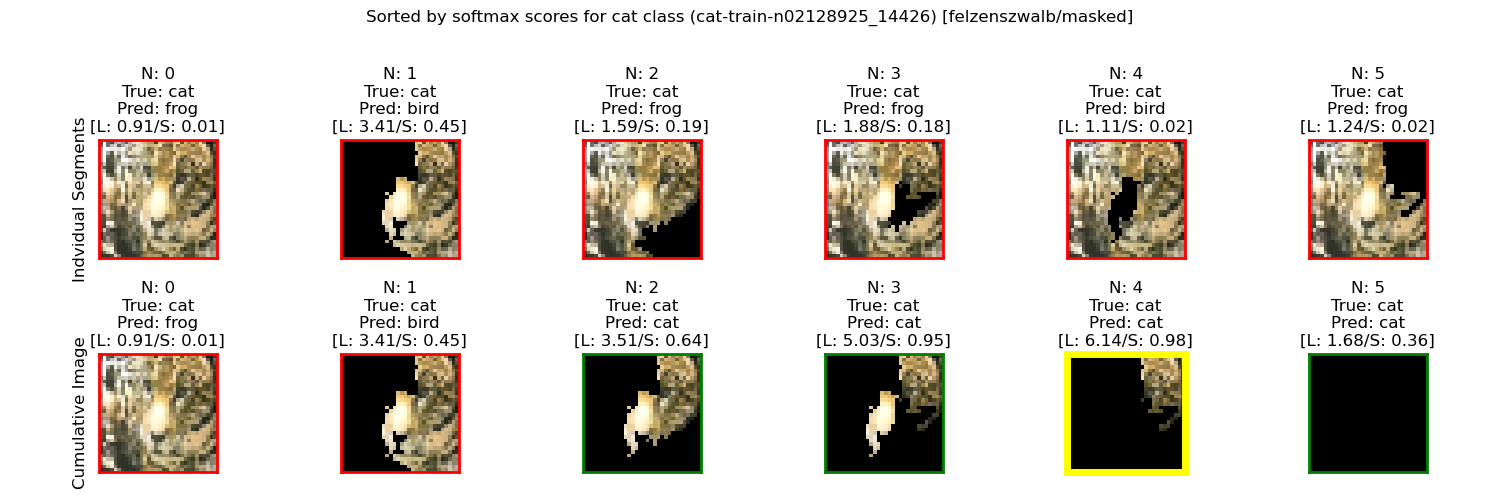 Sorted by softmax scores for cat class (cat-train-n02128925_14426) [felzenszwalb/masked]
Indvidual Segments
N: 0
True: cat
Pred: frog
[L: 0.91/S: 0.01]
N: 1
True: cat
Pred: bird
[L: 3.41/S: 0.45]
N: 2
True: cat
Pred: frog
[L: 1.59/S: 0.19]
N: 3
True: cat
Pred: frog
[L: 1.88/S: 0.18]
N: 4
True: cat
Pred: bird
[L: 1.11/S: 0.02]
N: 5
True: cat
Pred: frog
[L: 1.24/S: 0.02]
Cumulative Image
N: 0
True: cat
Pred: frog
[L: 0.91/S: 0.01]
N: 1
True: cat
Pred: bird
[L: 3.41/S: 0.45]
N: 2
True: cat
Pred: cat
[L: 3.51/S: 0.64]
N: 3
True: cat
Pred: cat
[L: 5.03/S: 0.95]
N: 4
True: cat
Pred: cat
[L: 6.14/S: 0.98]
N: 5
True: cat
Pred: cat
[L: 1.68/S: 0.36]